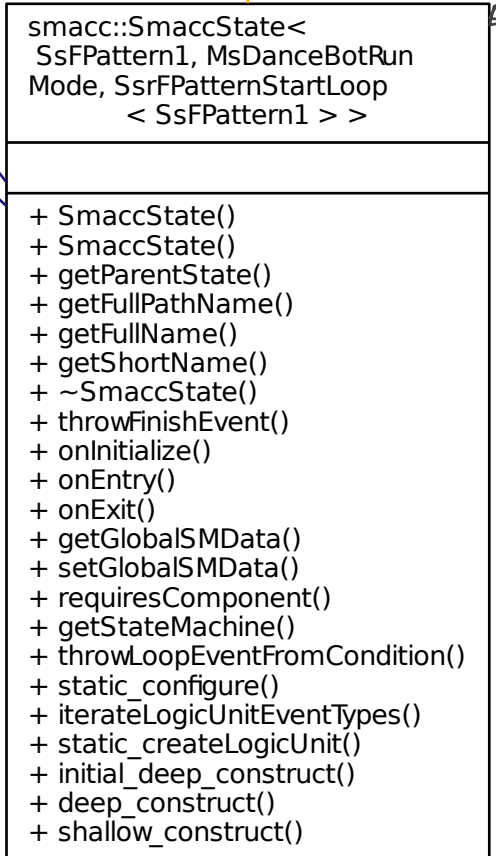 smacc::SmaccState<
SsFPattern1, MsDanceBotRun
Mode, SsrFPatternStartLoop
< SsFPattern1 > >
+ SmaccState()
+ SmaccState()
+ getParentState()
+ getFullPathName()
+ getFullName()
+ getShortName()
+ ~SmaccState()
+ throwFinishEvent()
+ onInitialize()
+ onEntry()
+ onExit()
+ getGlobalSMData()
+ setGlobalSMData()
+ requiresComponent()
+ getStateMachine()
+ throwLoopEventFromCondition()
+ static_configure()
+ iterateLogicUnitEventTypes()
+ static_createLogicUnit()
+ initial_deep_construct()
+ deep_construct()
+ shallow_construct()